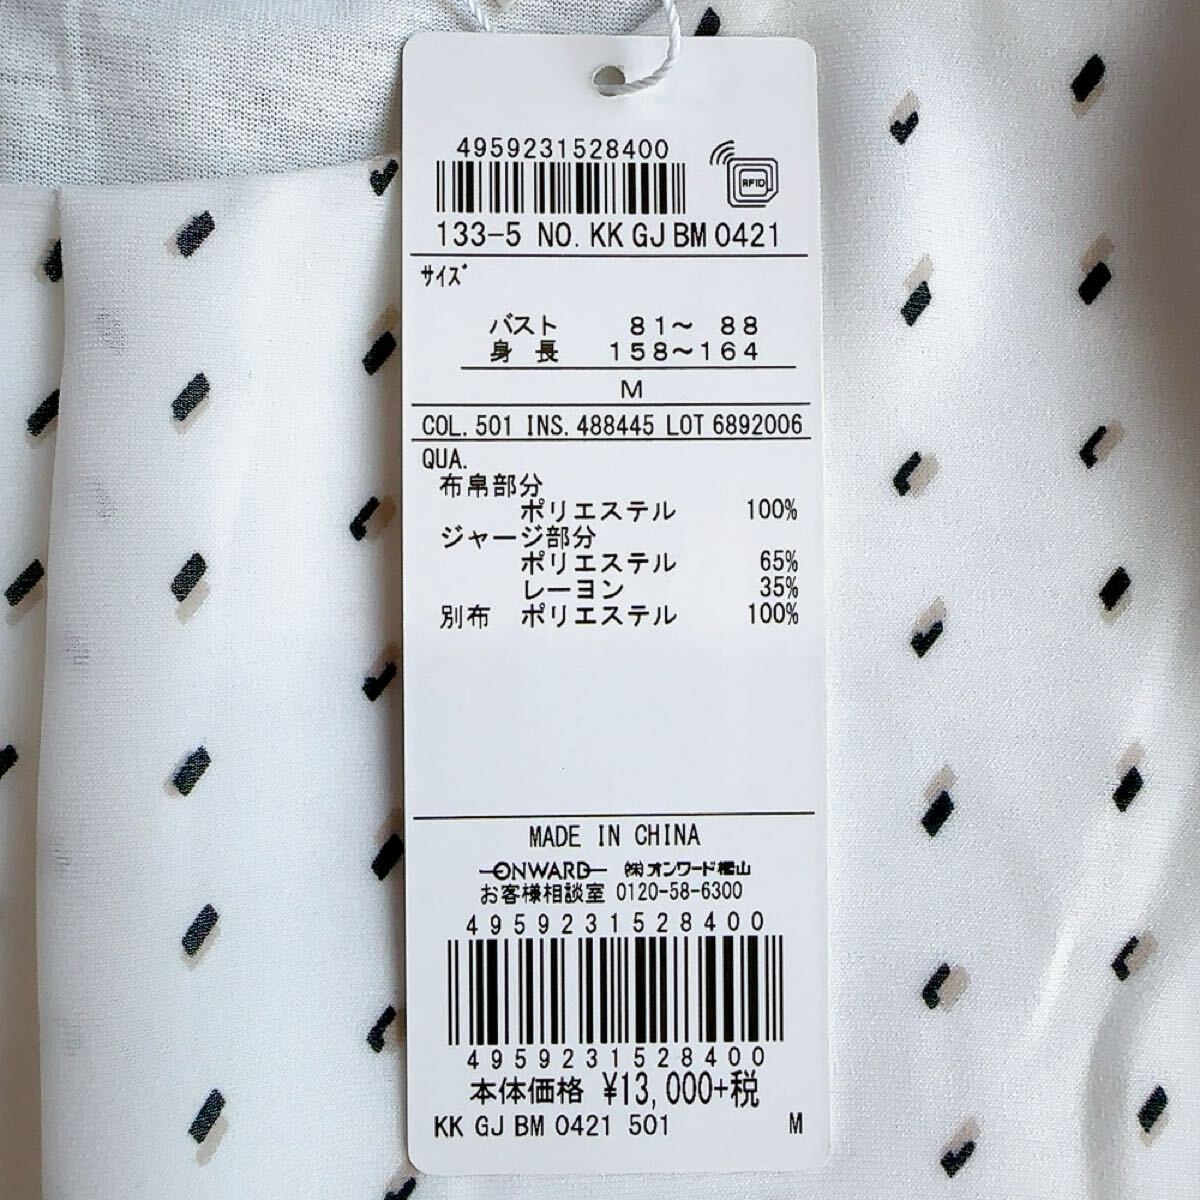 4959231528400
RFID
133-5 NO. KK GJ BM 0421
サイズ
バスト 81～ 88
身 長 158～164
M
COL. 501 INS. 488445 LOT 6892006
QUA.
布帛部分
ポリエステル 100%
ジャージ部分
ポリエステル 65%
レーヨン 35%
別布 ポリエステル 100%
MADE IN CHINA
ONWARD ㈱オンワード樫山
お客様相談室 0120-58-6300
4959231528400
4959231528400
本体価格 ¥13,000+税
KK GJ BM 0421 501 M